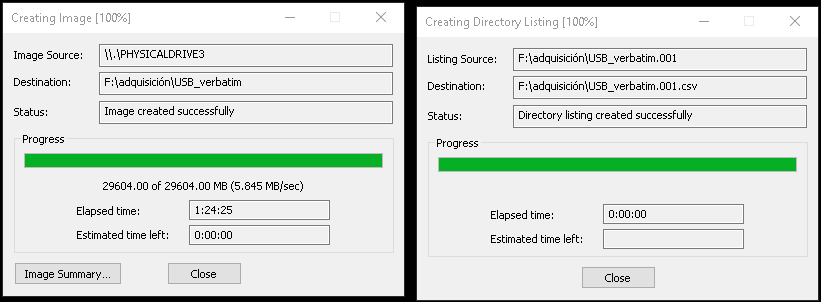 Creating Image [100%]
Image Source: \\.\PHYSICALDRIVE3
Destination: F:\adquisición\USB_verbatim
Status: Image created successfully
Progress
29604.00 of 29604.00 MB (5.845 MB/sec)
Elapsed time: 1:24:25
Estimated time left: 0:00:00
Image Summary... Close
Creating Directory Listing [100%]
Listing Source: F:\adquisición\USB_verbatim.001
Destination: F:\adquisición\USB_verbatim.001.csv
Status: Directory listing created successfully
Progress
Elapsed time: 0:00:00
Estimated time left:
Close